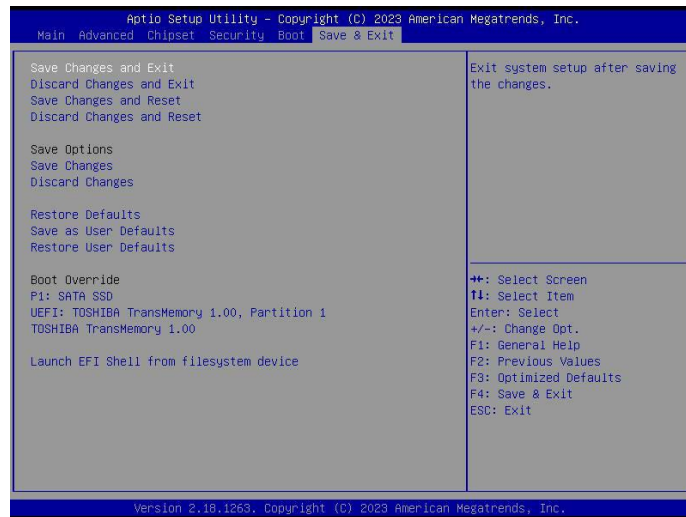 Aptio Setup Utility – Copyright (C) 2023 American Megatrends, Inc.
Main Advanced Chipset Security Boot Save & Exit
Save Changes and Exit
Discard Changes and Exit
Save Changes and Reset
Discard Changes and Reset
Save Options
Save Changes
Discard Changes
Restore Defaults
Save as User Defaults
Restore User Defaults
Boot Override
P1: SATA SSD
UEFI: TOSHIBA TransMemory 1.00, Partition 1
TOSHIBA TransMemory 1.00
Launch EFI Shell from filesystem device
Exit system setup after saving
the changes.
→←: Select Screen
↑↓: Select Item
Enter: Select
+/-: Change Opt.
F1: General Help
F2: Previous Values
F3: Optimized Defaults
F4: Save & Exit
ESC: Exit
Version 2.18.1263. Copyright (C) 2023 American Megatrends, Inc.